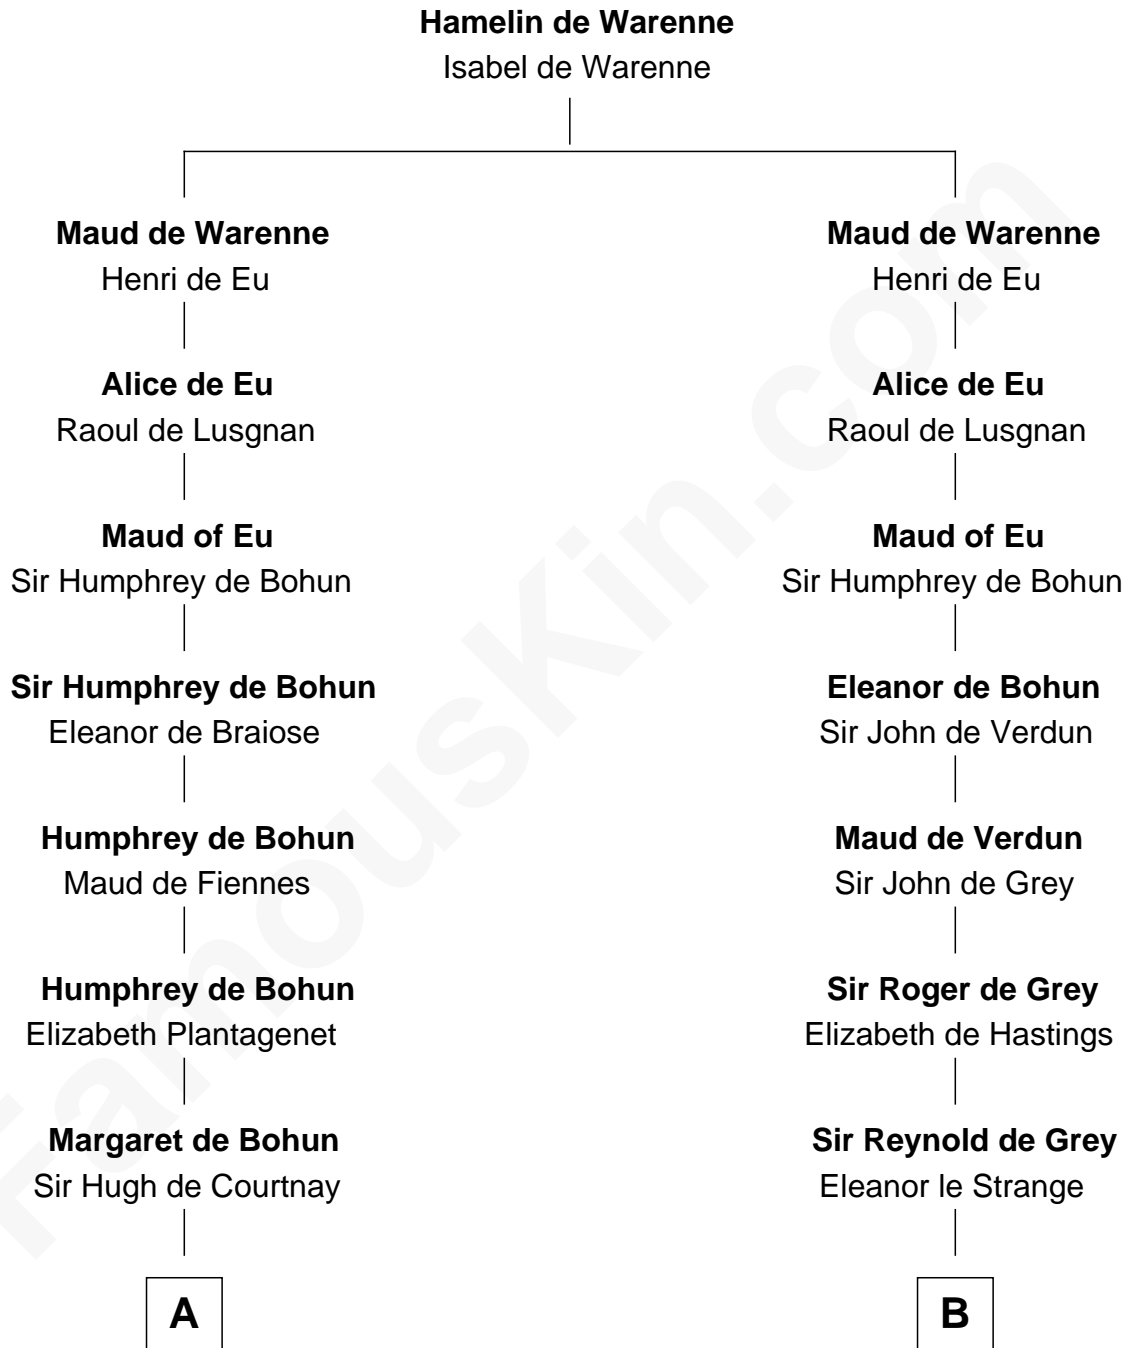 Hamelin de Warenne
Isabel de Warenne
Maud de Warenne
Henri de Eu
Alice de Eu
Raoul de Lusgnan
Maud of Eu
Sir Humphrey de Bohun
Sir Humphrey de Bohun
Eleanor de Braiose
Humphrey de Bohun
Maud de Fiennes
Humphrey de Bohun
Elizabeth Plantagenet
Margaret de Bohun
Sir Hugh de Courtnay
A
Maud de Warenne
Henri de Eu
Alice de Eu
Raoul de Lusgnan
Maud of Eu
Sir Humphrey de Bohun
Eleanor de Bohun
Sir John de Verdun
Maud de Verdun
Sir John de Grey
Sir Roger de Grey
Elizabeth de Hastings
Sir Reynold de Grey
Eleanor le Strange
B
FamousKin.com